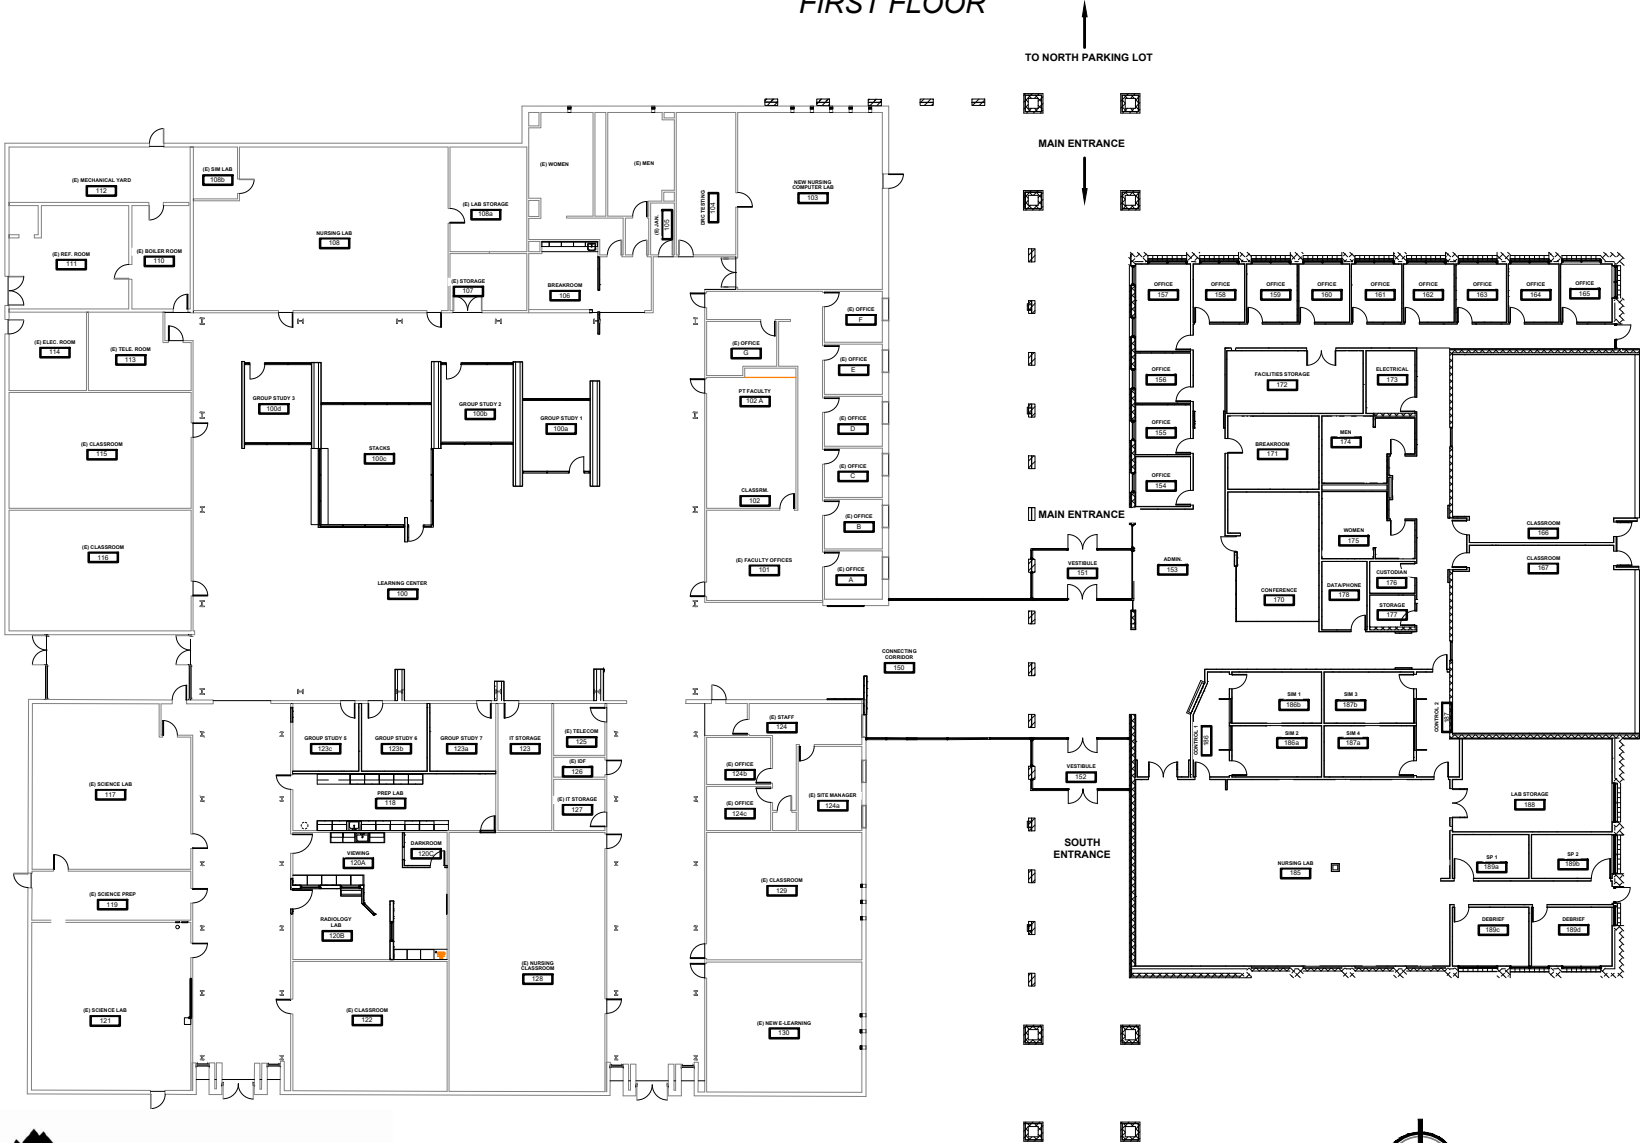 FIRST FLOOR
TO NORTH PARKING LOT
MAIN ENTRANCE
(E) MECHANICAL YARD
112
(E) SIM LAB
108b
(E) WOMEN
(E) MEN
(E) LAB STORAGE
108a
(E) JAN.
105
DRC TESTING
104
NEW NURSING
COMPUTER LAB
103
NURSING LAB
108
(E) REF. ROOM
111
(E) BOILER ROOM
110
(E) STORAGE
107
BREAKROOM
106
(E) ELEC. ROOM
114
(E) TELE. ROOM
113
(E) OFFICE
F
(E) OFFICE
G
(E) OFFICE
E
PT FACULTY
102 A
(E) OFFICE
D
(E) OFFICE
C
CLASSRM.
102
(E) OFFICE
B
(E) FACULTY OFFICES
101
(E) OFFICE
A
GROUP STUDY 3
100d
GROUP STUDY 2
100b
GROUP STUDY 1
100a
STACKS
100c
(E) CLASSROOM
115
(E) CLASSROOM
116
LEARNING CENTER
100
OFFICE
157
OFFICE
158
OFFICE
159
OFFICE
160
OFFICE
161
OFFICE
162
OFFICE
163
OFFICE
164
OFFICE
165
OFFICE
156
OFFICE
155
OFFICE
154
FACILITIES STORAGE
172
ELECTRICAL
173
BREAKROOM
171
MEN
174
WOMEN
175
CLASSROOM
166
CLASSROOM
167
MAIN ENTRANCE
VESTIBULE
151
ADMIN.
153
CONFERENCE
170
DATA/PHONE
178
CUSTODIAN
176
STORAGE
177
CONNECTING
CORRIDOR
150
SIM 1
186b
SIM 3
187b
CONTROL 1
186
SIM 2
186a
SIM 4
187a
CONTROL 2
187
VESTIBULE
152
SOUTH
ENTRANCE
LAB STORAGE
188
NURSING LAB
185
SP 1
189a
SP 2
189b
DEBRIEF
189c
DEBRIEF
189d
GROUP STUDY 5
123c
GROUP STUDY 6
123b
GROUP STUDY 7
123a
IT STORAGE
123
(E) TELECOM
125
(E) IDF
126
(E) IT STORAGE
127
(E) STAFF
124
(E) OFFICE
124b
(E) OFFICE
124c
(E) SITE MANAGER
124a
(E) SCIENCE LAB
117
PREP LAB
118
VIEWING
120A
DARKROOM
120C
RADIOLOGY
LAB
120B
(E) SCIENCE PREP
119
(E) SCIENCE LAB
121
(E) CLASSROOM
122
(E) NURSING
CLASSROOM
128
(E) CLASSROOM
129
(E) NEW E-LEARNING
130